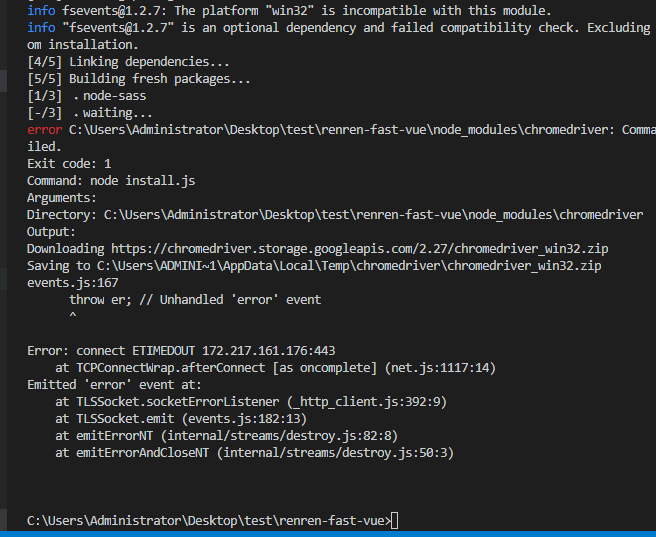 info fsevents@1.2.7: The platform "win32" is incompatible with this module.
info "fsevents@1.2.7" is an optional dependency and failed compatibility check. Excluding
om installation.
[4/5] Linking dependencies...
[5/5] Building fresh packages...
[1/3] . node-sass
[-/3] . waiting...
error C:\Users\Administrator\Desktop\test\renren-fast-vue\node_modules\chromedriver: Comma
iled.
Exit code: 1
Command: node install.js
Arguments:
Directory: C:\Users\Administrator\Desktop\test\renren-fast-vue\node_modules\chromedriver
Output:
Downloading https://chromedriver.storage.googleapis.com/2.27/chromedriver_win32.zip
Saving to C:\Users\ADMINI~1\AppData\Local\Temp\chromedriver\chromedriver_win32.zip
events.js:167
throw er; // Unhandled 'error' event
^
Error: connect ETIMEDOUT 172.217.161.176:443
at TCPConnectWrap.afterConnect [as oncomplete] (net.js:1117:14)
Emitted 'error' event at:
at TLSSocket.socketErrorListener (_http_client.js:392:9)
at TLSSocket.emit (events.js:182:13)
at emitErrorNT (internal/streams/destroy.js:82:8)
at emitErrorAndCloseNT (internal/streams/destroy.js:50:3)
C:\Users\Administrator\Desktop\test\renren-fast-vue>